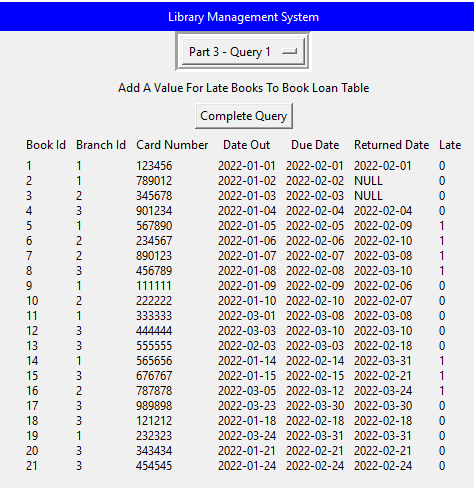 Library Management System
Part 3 - Query 1
Add A Value For Late Books To Book Loan Table
Complete Query
Book Id Branch Id Card Number Date Out Due Date Returned Date Late
1 1 123456 2022-01-01 2022-02-01 2022-02-01 0
2 1 789012 2022-01-02 2022-02-02 NULL 0
3 2 345678 2022-01-03 2022-02-03 NULL 0
4 3 901234 2022-01-04 2022-02-04 2022-02-04 0
5 1 567890 2022-01-05 2022-02-05 2022-02-09 1
6 2 234567 2022-01-06 2022-02-06 2022-02-10 1
7 2 890123 2022-01-07 2022-02-07 2022-03-08 1
8 3 456789 2022-01-08 2022-02-08 2022-03-10 1
9 1 111111 2022-01-09 2022-02-09 2022-02-06 0
10 2 222222 2022-01-10 2022-02-10 2022-02-07 0
11 1 333333 2022-03-01 2022-03-08 2022-03-08 0
12 3 444444 2022-03-03 2022-03-10 2022-03-10 0
13 3 555555 2022-02-03 2022-03-03 2022-02-18 0
14 1 565656 2022-01-14 2022-02-14 2022-03-31 1
15 3 676767 2022-01-15 2022-02-15 2022-02-21 1
16 2 787878 2022-03-05 2022-03-12 2022-03-24 1
17 3 989898 2022-03-23 2022-03-30 2022-03-30 0
18 3 121212 2022-01-18 2022-02-18 2022-02-18 0
19 1 232323 2022-03-24 2022-03-31 2022-03-31 0
20 3 343434 2022-01-21 2022-02-21 2022-02-21 0
21 3 454545 2022-01-24 2022-02-24 2022-02-24 0